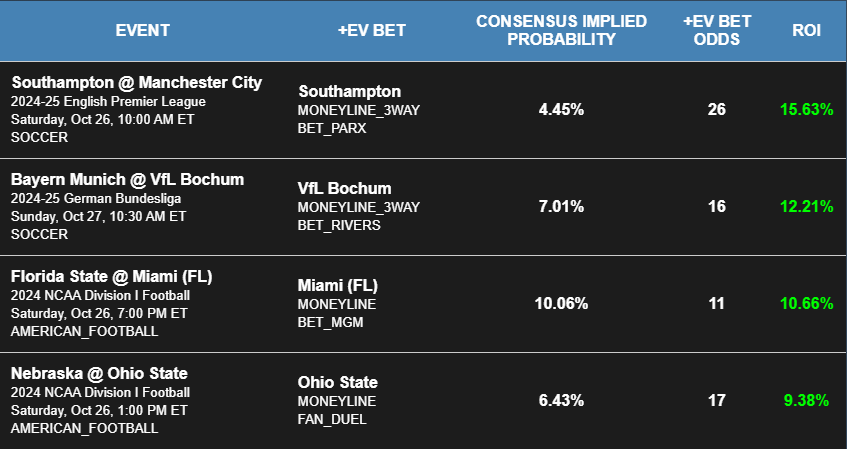 EVENT
+EV BET
CONSENSUS IMPLIED
PROBABILITY
+EV BET
ODDS
ROI
Southampton @ Manchester City
2024-25 English Premier League
Saturday, Oct 26, 10:00 AM ET
SOCCER
Southampton
MONEYLINE_3WAY
BET_PARX
4.45%
26
15.63%
Bayern Munich @ VfL Bochum
2024-25 German Bundesliga
Sunday, Oct 27, 10:30 AM ET
SOCCER
VfL Bochum
MONEYLINE_3WAY
BET_RIVERS
7.01%
16
12.21%
Florida State @ Miami (FL)
2024 NCAA Division I Football
Saturday, Oct 26, 7:00 PM ET
AMERICAN_FOOTBALL
Miami (FL)
MONEYLINE
BET_MGM
10.06%
11
10.66%
Nebraska @ Ohio State
2024 NCAA Division I Football
Saturday, Oct 26, 1:00 PM ET
AMERICAN_FOOTBALL
Ohio State
MONEYLINE
FAN_DUEL
6.43%
17
9.38%